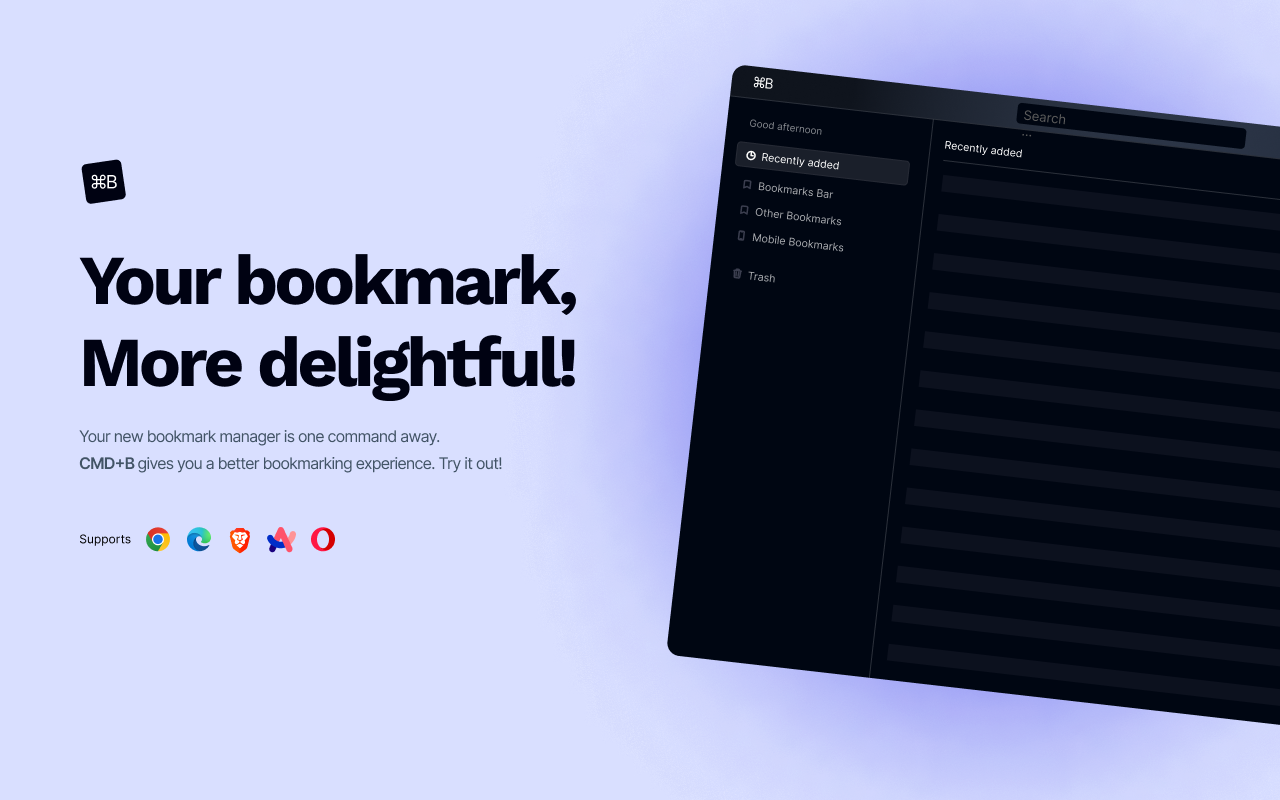 ⌘B
Your bookmark,
More delightful!
Your new bookmark manager is one command away.
CMD+B gives you a better bookmarking experience. Try it out!
Supports
⌘B
Search
Good afternoon
Recently added
Bookmarks Bar
Other Bookmarks
Mobile Bookmarks
Trash
Recently added